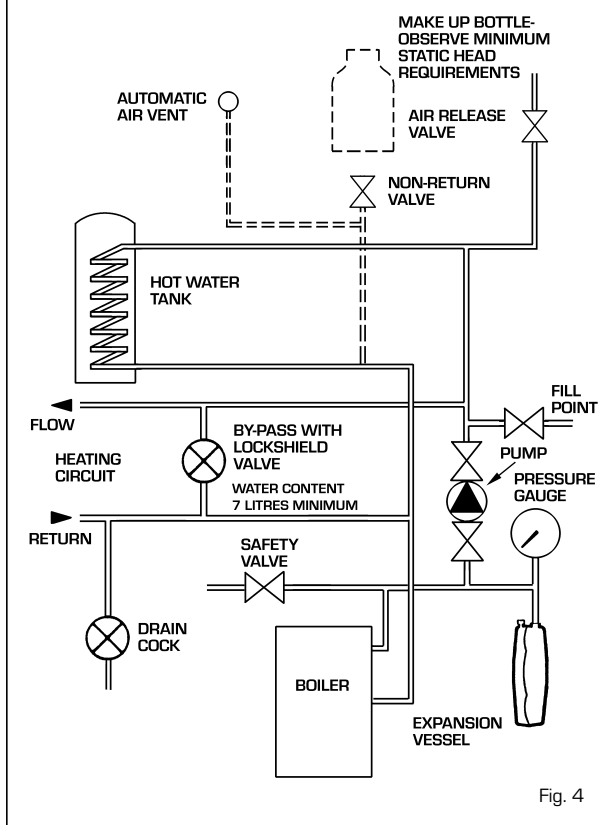 MAKE UP BOTTLE-
OBSERVE MINIMUM
STATIC HEAD
REQUIREMENTS
AUTOMATIC
AIR VENT
AIR RELEASE
VALVE
NON-RETURN
VALVE
HOT WATER
TANK
FILL
POINT
FLOW
BY-PASS WITH
LOCKSHIELD
VALVE
PUMP
HEATING
CIRCUIT
PRESSURE
GAUGE
WATER CONTENT
7 LITRES MINIMUM
RETURN
SAFETY
VALVE
DRAIN
COCK
BOILER
EXPANSION
VESSEL
Fig. 4